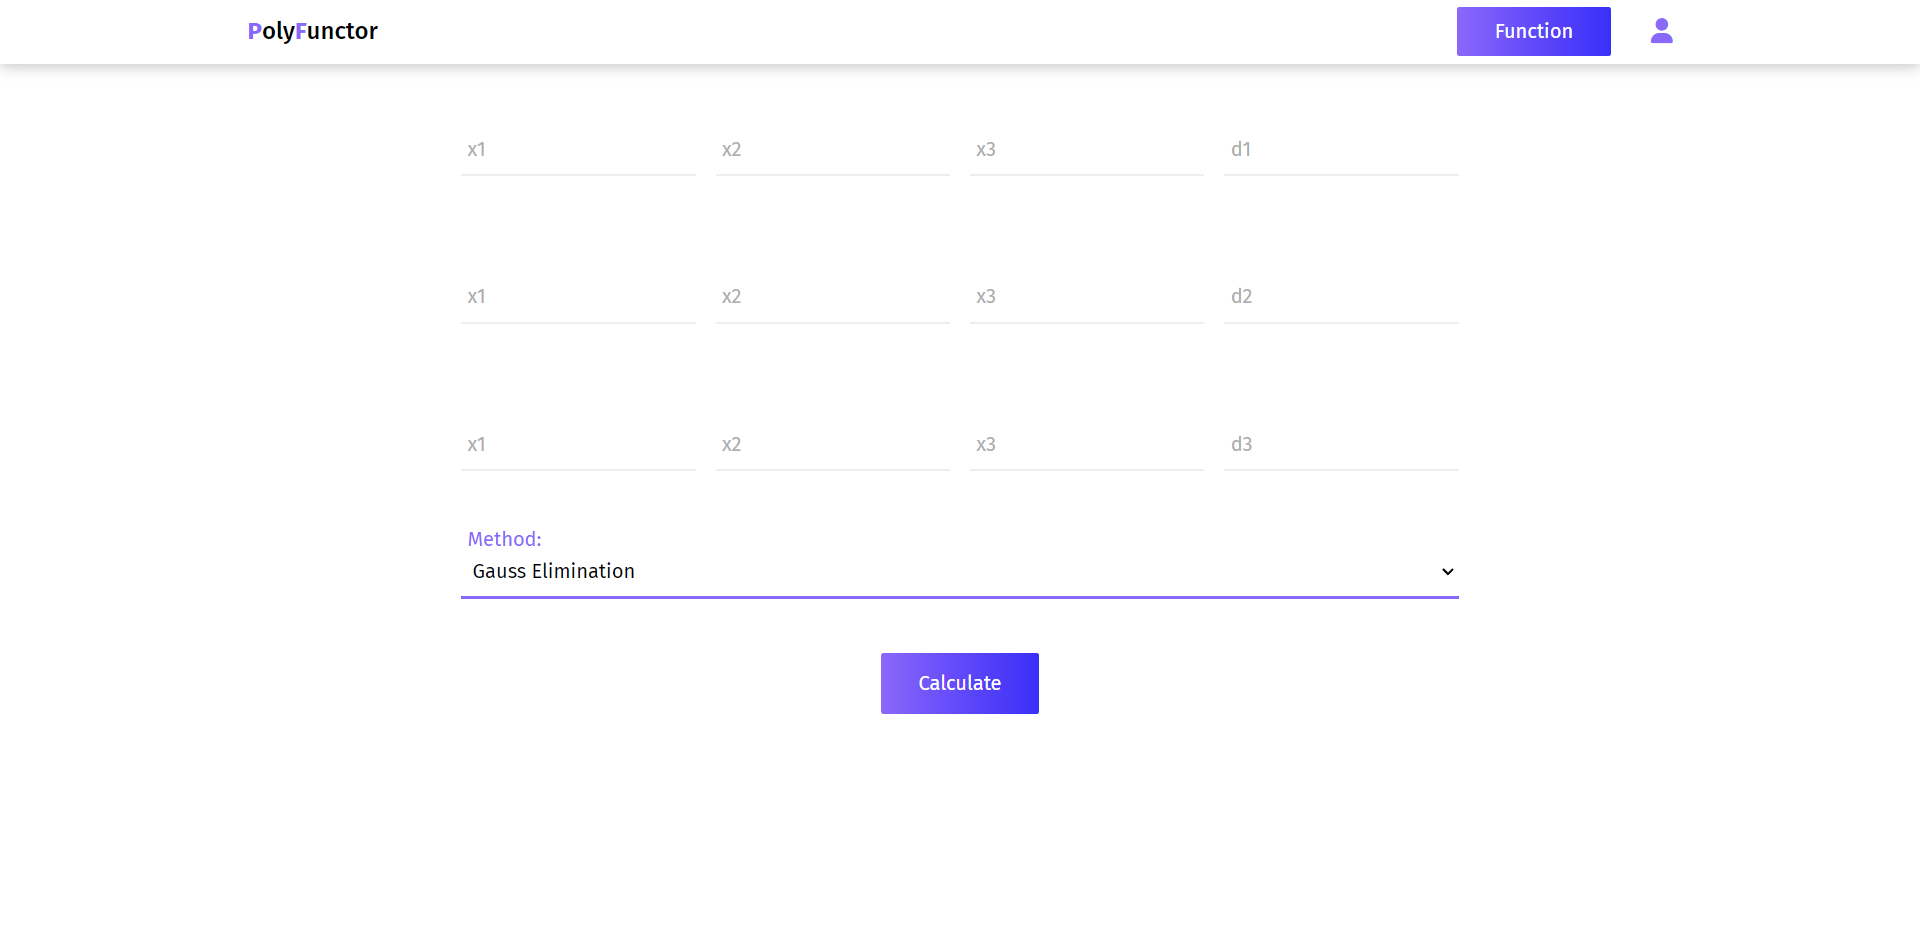 PolyFunctor
Function
x1 x2 x3 d1
x1 x2 x3 d2
x1 x2 x3 d3
Method:
Gauss Elimination
Calculate